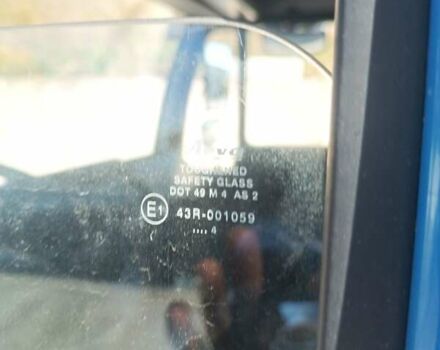 TOUGHENED
SAFETY GLASS
DOT 49 M 4 AS 2
E1 43R-001059
.... 4